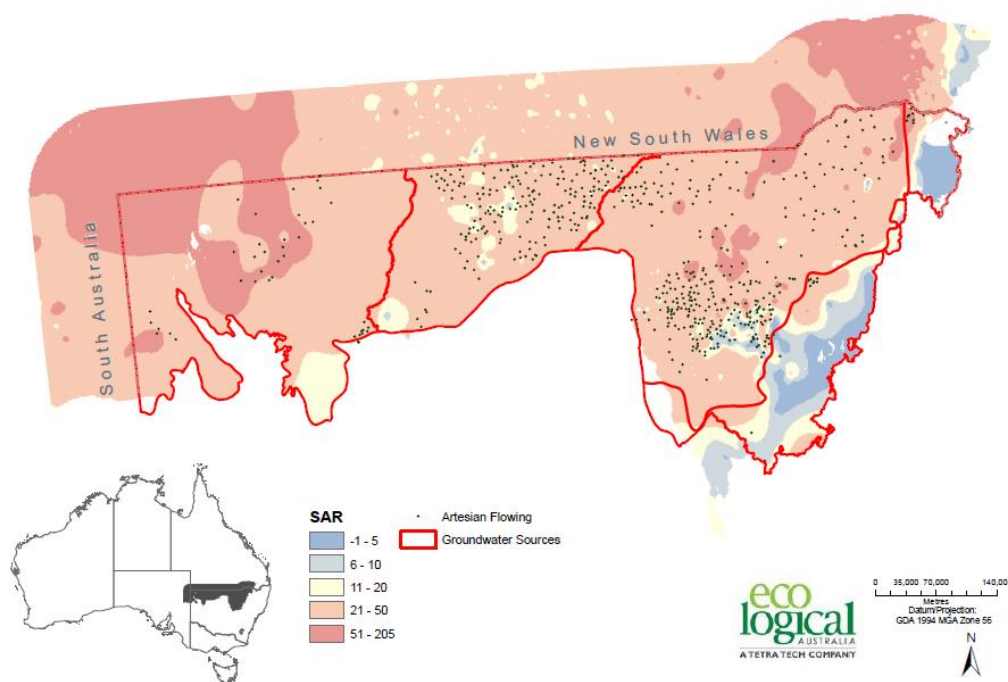 New South Wales
South Australia
SAR
-1 - 5
6 - 10
11 - 20
21 - 50
51 - 205
Artesian Flowing
Groundwater Sources
eco
logical
AUSTRALIA
A TETRA TECH COMPANY
0 35,000 70,000 140,00
Metres
Datum/Projection:
GDA 1994 MGA Zone 56
N